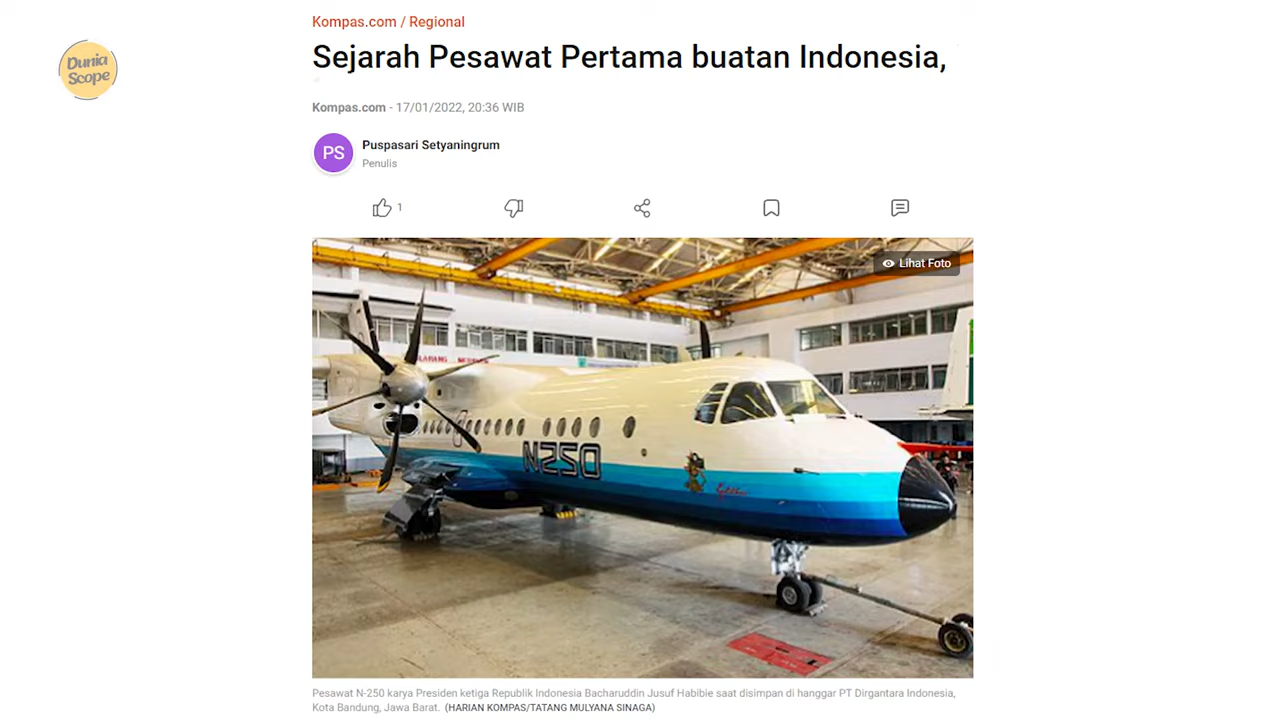 Dunia
Scope
Kompas.com / Regional
Sejarah Pesawat Pertama buatan Indonesia,
Kompas.com - 17/01/2022, 20:36 WIB
PS
Puspasari Setyaningrum
Penulis
1
Lihat Foto
N250
Pesawat N-250 karya Presiden ketiga Republik Indonesia Bacharuddin Jusuf Habibie saat disimpan di hanggar PT Dirgantara Indonesia,
Kota Bandung, Jawa Barat. (HARIAN KOMPAS/TATANG MULYANA SINAGA)